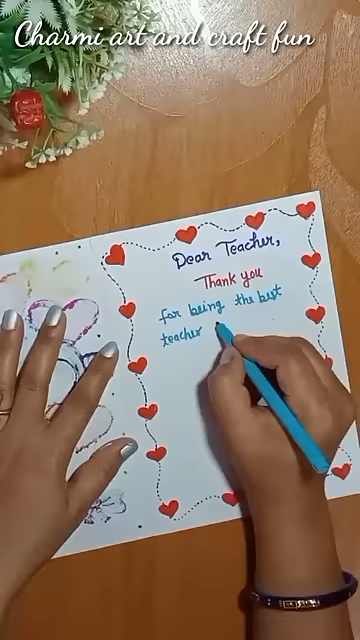 Charmi art and craft fun
Dear Teacher,
Thank you
for being the best
teacher